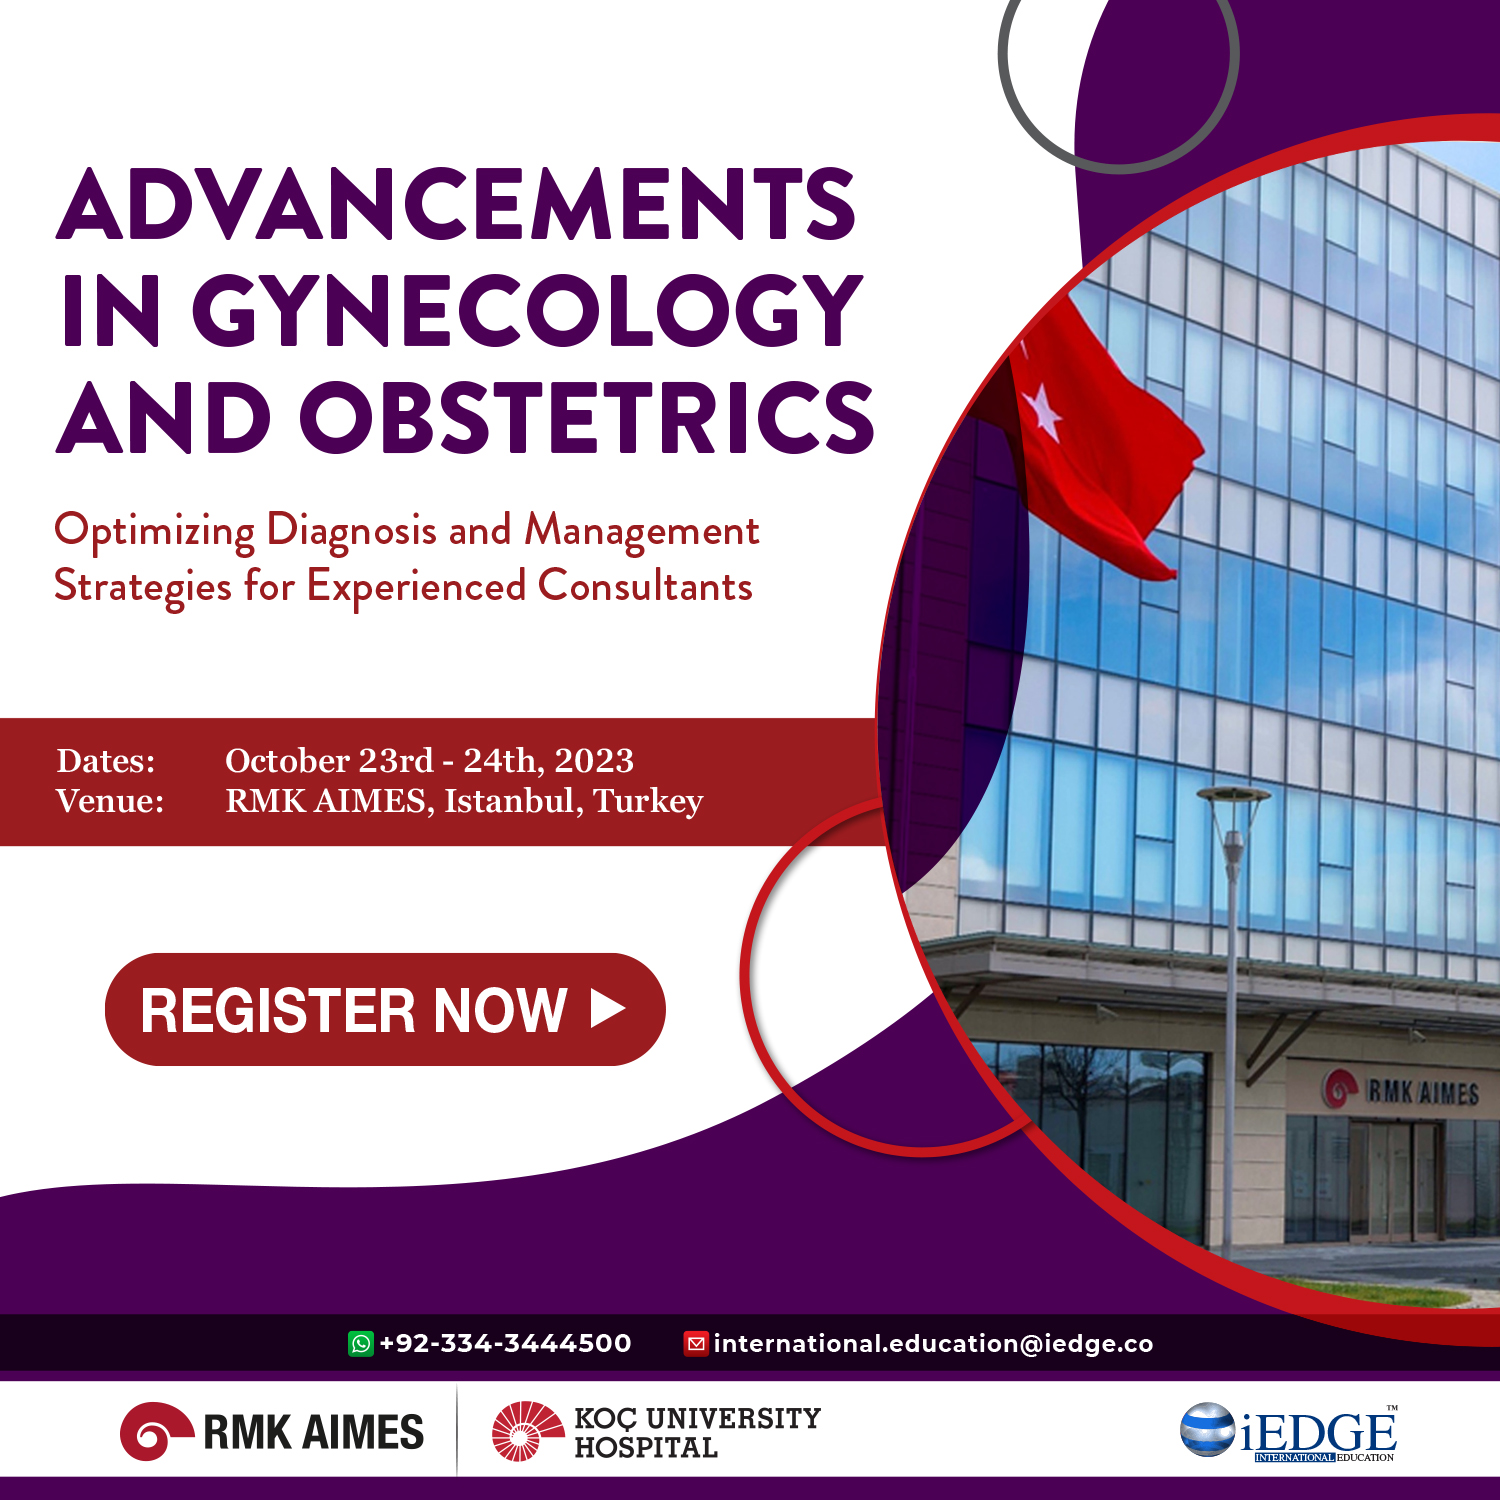 ADVANCEMENTS
IN GYNECOLOGY
AND OBSTETRICS
Optimizing Diagnosis and Management
Strategies for Experienced Consultants
Dates: October 23rd - 24th, 2023
Venue: RMK AIMES, Istanbul, Turkey
REGISTER NOW
RMK AIMES
+92-334-3444500 international.education@iedge.co
RMK AIMES
KOÇ UNIVERSITY
HOSPITAL
iEDGE™
INTERNATIONAL EDUCATION